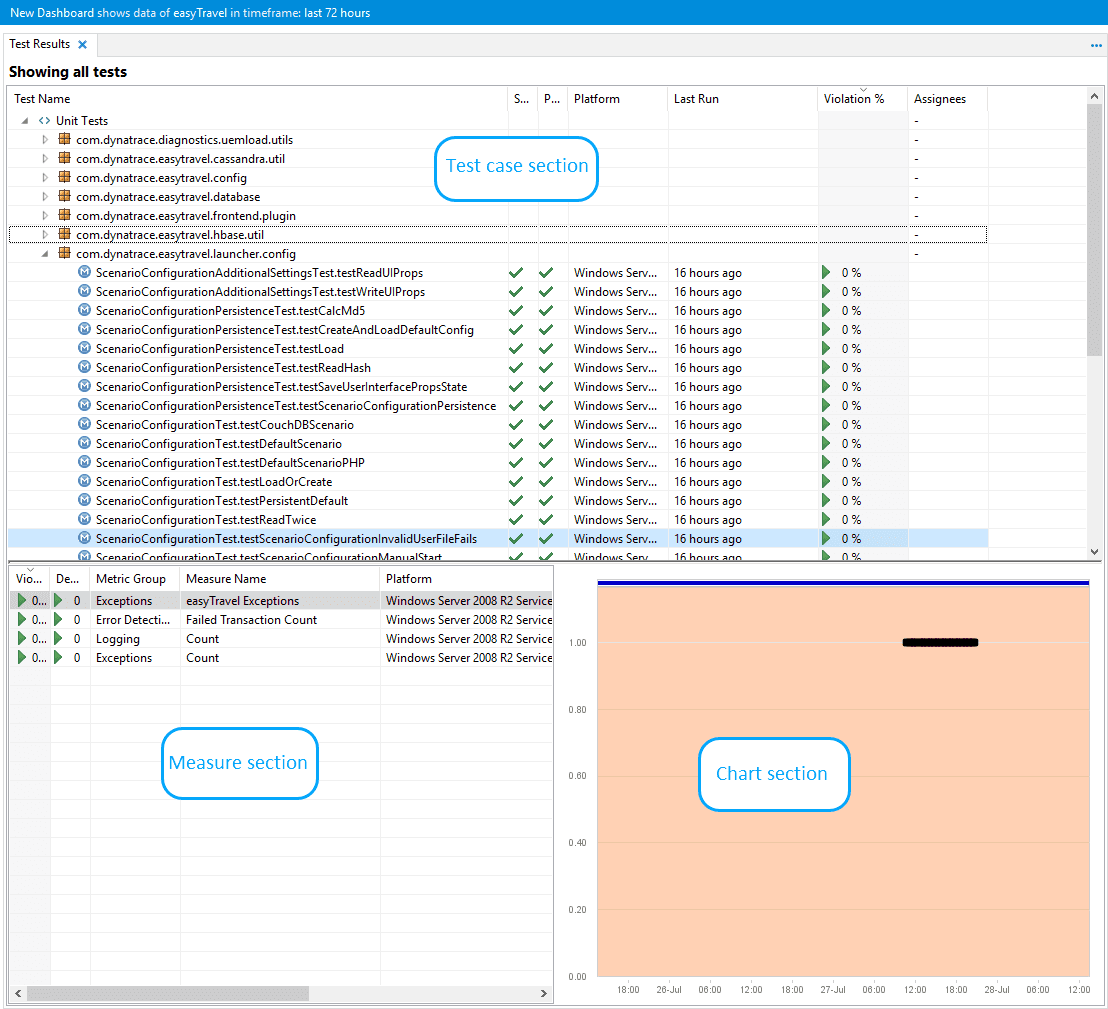 New Dashboard shows data of easyTravel in timeframe: last 72 hours
Test Results
Showing all tests
Test Name S... P... Platform Last Run Violation % Assignees
Unit Tests -
com.dynatrace.diagnostics.uemload.utils -
com.dynatrace.easytravel.cassandra.util -
com.dynatrace.easytravel.config -
com.dynatrace.easytravel.database -
com.dynatrace.easytravel.frontend.plugin -
com.dynatrace.easytravel.hbase.util -
com.dynatrace.easytravel.launcher.config -
Test case section
M ScenarioConfigurationAdditionalSettingsTest.testReadUIProps Windows Serv... 16 hours ago 0 %
M ScenarioConfigurationAdditionalSettingsTest.testWriteUIProps Windows Serv... 16 hours ago 0 %
M ScenarioConfigurationPersistenceTest.testCalcMd5 Windows Serv... 16 hours ago 0 %
M ScenarioConfigurationPersistenceTest.testCreateAndLoadDefaultConfig Windows Serv... 16 hours ago 0 %
M ScenarioConfigurationPersistenceTest.testLoad Windows Serv... 16 hours ago 0 %
M ScenarioConfigurationPersistenceTest.testReadHash Windows Serv... 16 hours ago 0 %
M ScenarioConfigurationPersistenceTest.testSaveUserInterfacePropsState Windows Serv... 16 hours ago 0 %
M ScenarioConfigurationPersistenceTest.testScenarioConfigurationPersistence Windows Serv... 16 hours ago 0 %
M ScenarioConfigurationTest.testCouchDBScenario Windows Serv... 16 hours ago 0 %
M ScenarioConfigurationTest.testDefaultScenario Windows Serv... 16 hours ago 0 %
M ScenarioConfigurationTest.testDefaultScenarioPHP Windows Serv... 16 hours ago 0 %
M ScenarioConfigurationTest.testLoadOrCreate Windows Serv... 16 hours ago 0 %
M ScenarioConfigurationTest.testPersistentDefault Windows Serv... 16 hours ago 0 %
M ScenarioConfigurationTest.testReadTwice Windows Serv... 16 hours ago 0 %
M ScenarioConfigurationTest.testScenarioConfigurationInvalidUserFileFails Windows Serv... 16 hours ago 0 %
M ScenarioConfigurationTest.testScenarioConfigurationManualStart Windows Serv... 16 hours ago 0 %
Vio... De... Metric Group Measure Name Platform
0... 0 Exceptions easyTravel Exceptions Windows Server 2008 R2 Service
0... 0 Error Detecti... Failed Transaction Count Windows Server 2008 R2 Service
0... 0 Logging Count Windows Server 2008 R2 Service
0... 0 Exceptions Count Windows Server 2008 R2 Service
Measure section
1.00
0.80
0.60
0.40
0.20
0.00
Chart section
18:00 26-Jul 06:00 12:00 18:00 27-Jul 06:00 12:00 18:00 28-Jul 06:00 12:00